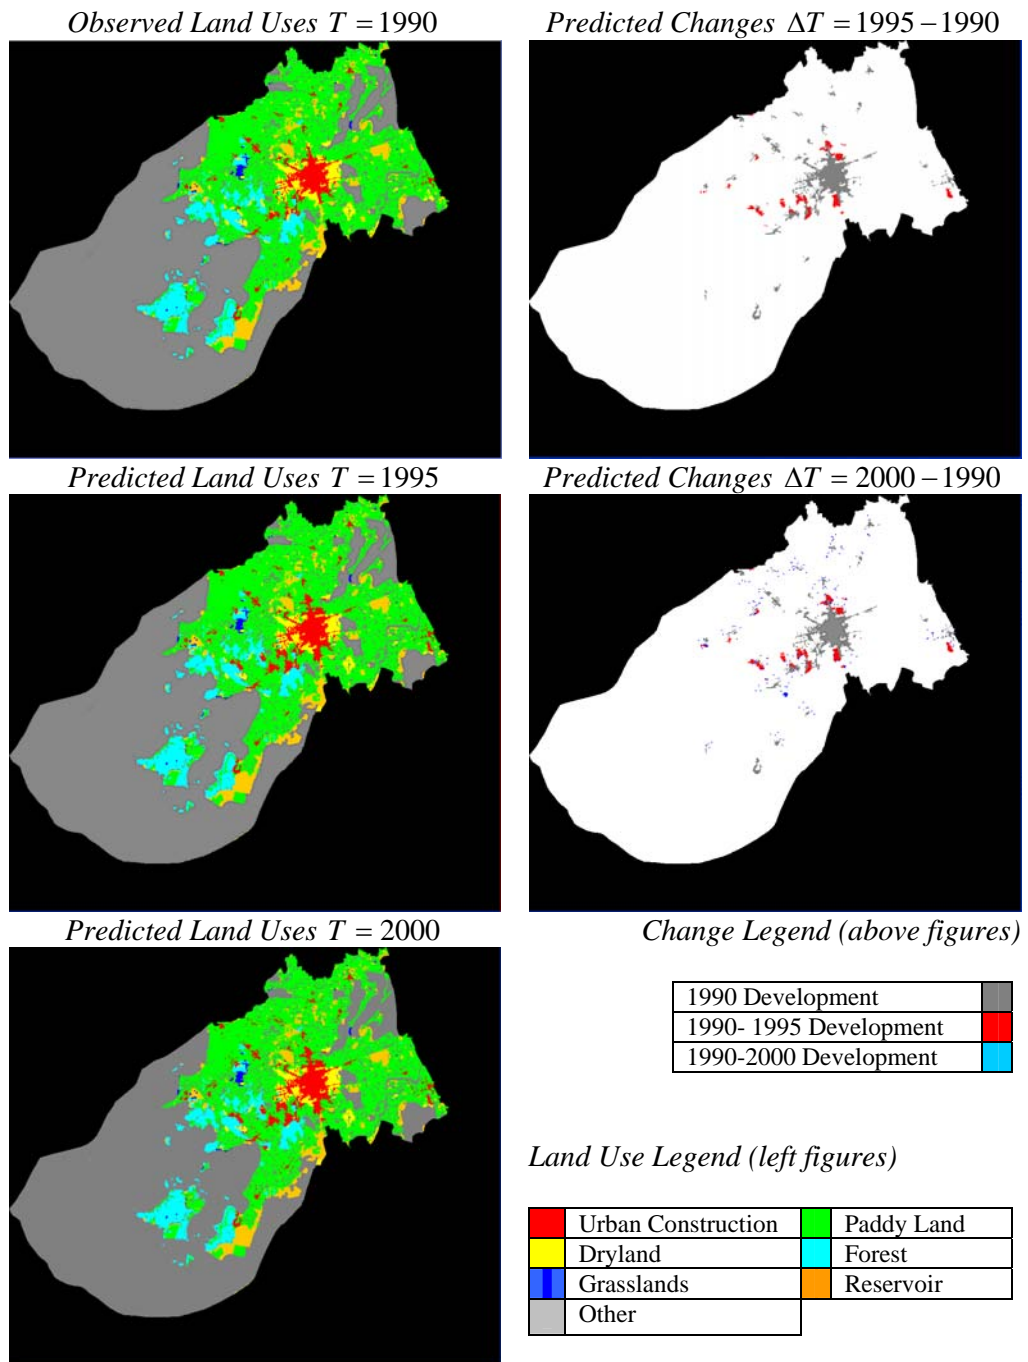 Observed Land Uses T = 1990
Predicted Changes ΔT = 1995 – 1990
Predicted Land Uses T = 1995
Predicted Changes ΔT = 2000 – 1990
Predicted Land Uses T = 2000
Change Legend (above figures)
1990 Development
1990- 1995 Development
1990-2000 Development
Land Use Legend (left figures)
Urban Construction
Paddy Land
Dryland
Forest
Grasslands
Reservoir
Other